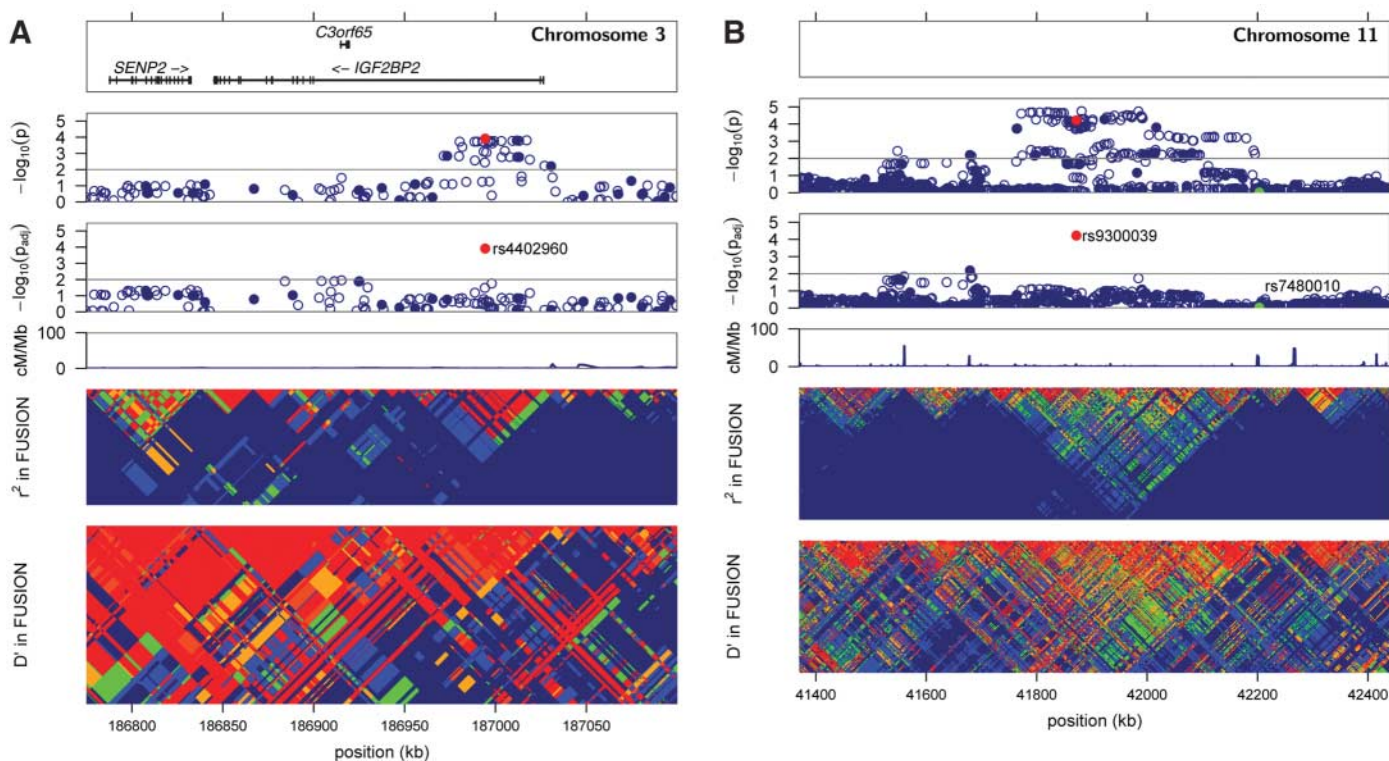 A
Chromosome 3
C3orf65
SENP2 –>
<– IGF2BP2
−log10(p)
5
4
3
2
1
0
−log10(padj)
5
4
3
2
1
0
rs4402960
cM/Mb
100
0
r2 in FUSION
D' in FUSION
186800
186850
186900
186950
187000
187050
position (kb)
B
Chromosome 11
−log10(p)
5
4
3
2
1
0
−log10(padj)
5
4
3
2
1
0
rs9300039
rs7480010
cM/Mb
100
0
r2 in FUSION
D' in FUSION
41400
41600
41800
42000
42200
42400
position (kb)